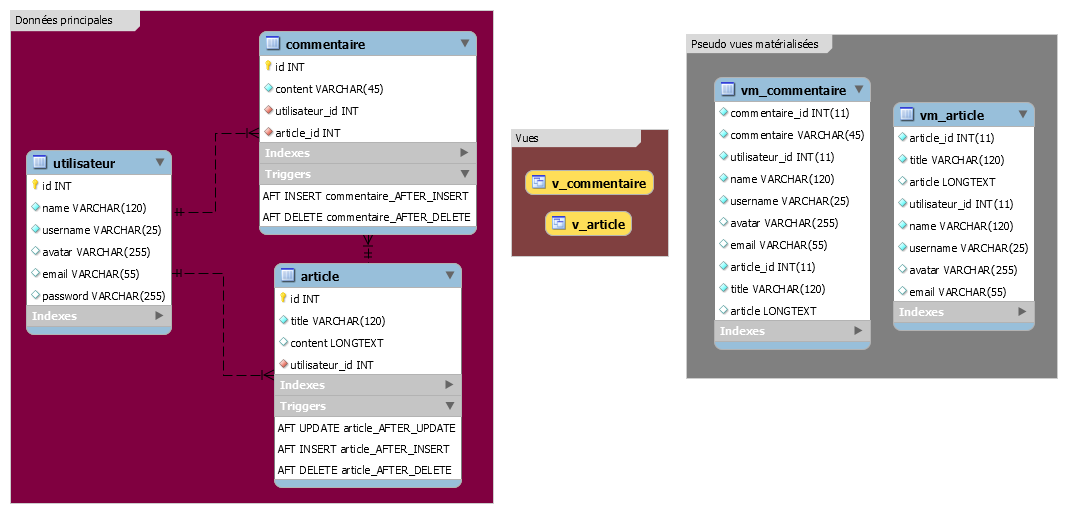 Données principales
commentaire
id INT
content VARCHAR(45)
utilisateur_id INT
article_id INT
Indexes
Triggers
AFT INSERT commentaire_AFTER_INSERT
AFT DELETE commentaire_AFTER_DELETE
utilisateur
id INT
name VARCHAR(120)
username VARCHAR(25)
avatar VARCHAR(255)
email VARCHAR(55)
password VARCHAR(255)
Indexes
article
id INT
title VARCHAR(120)
content LONGTEXT
utilisateur_id INT
Indexes
Triggers
AFT UPDATE article_AFTER_UPDATE
AFT INSERT article_AFTER_INSERT
AFT DELETE article_AFTER_DELETE
Vues
v_commentaire
v_article
Pseudo vues matérialisées
vm_commentaire
commentaire_id INT(11)
commentaire VARCHAR(45)
utilisateur_id INT(11)
name VARCHAR(120)
username VARCHAR(25)
avatar VARCHAR(255)
email VARCHAR(55)
article_id INT(11)
title VARCHAR(120)
article LONGTEXT
Indexes
vm_article
article_id INT(11)
title VARCHAR(120)
article LONGTEXT
utilisateur_id INT(11)
name VARCHAR(120)
username VARCHAR(25)
avatar VARCHAR(255)
email VARCHAR(55)
Indexes